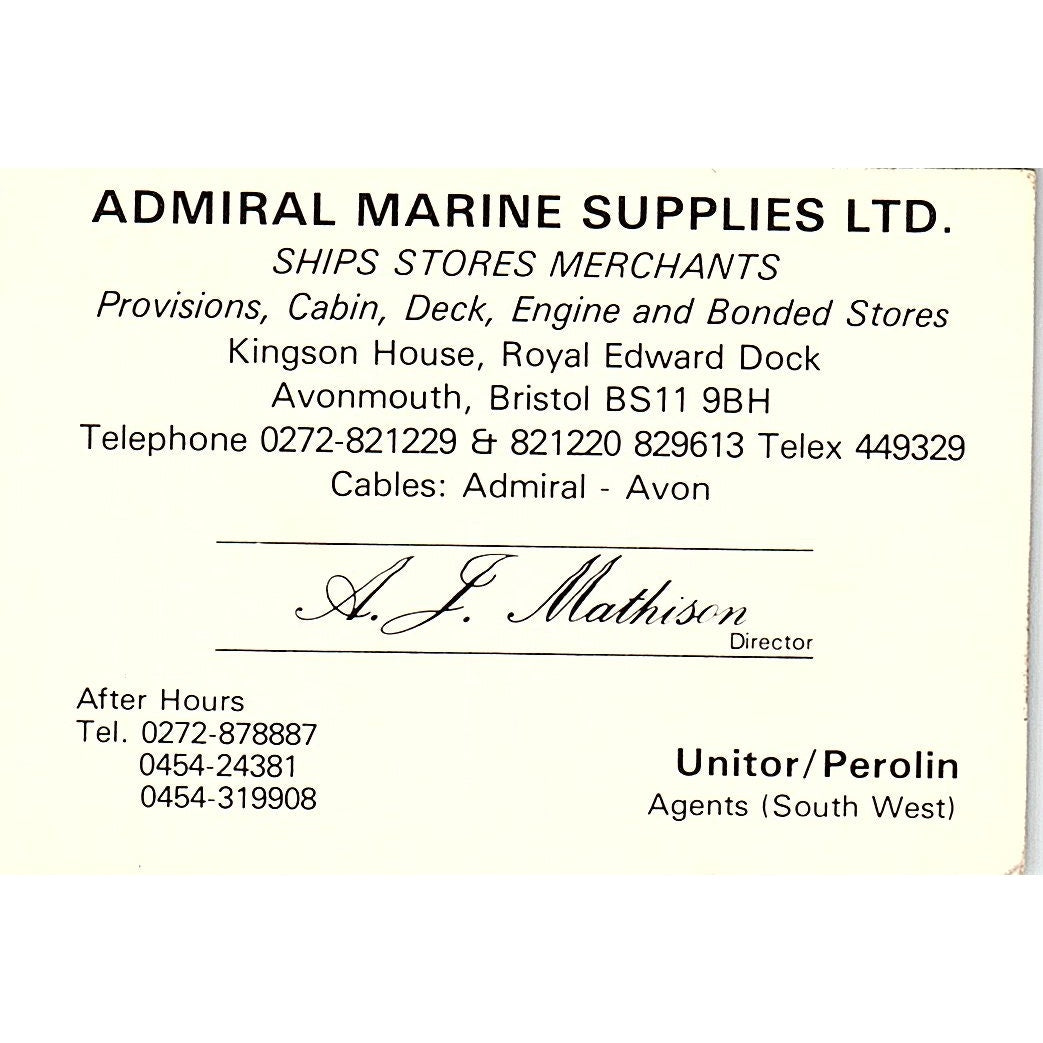 ADMIRAL MARINE SUPPLIES LTD.
SHIPS STORES MERCHANTS
Provisions, Cabin, Deck, Engine and Bonded Stores
Kingson House, Royal Edward Dock
Avonmouth, Bristol BS11 9BH
Telephone 0272-821229 & 821220 829613 Telex 449329
Cables: Admiral - Avon
A. J. Mathison
Director
After Hours
Tel. 0272-878887
0454-24381
0454-319908
Unitor/Perolin
Agents (South West)